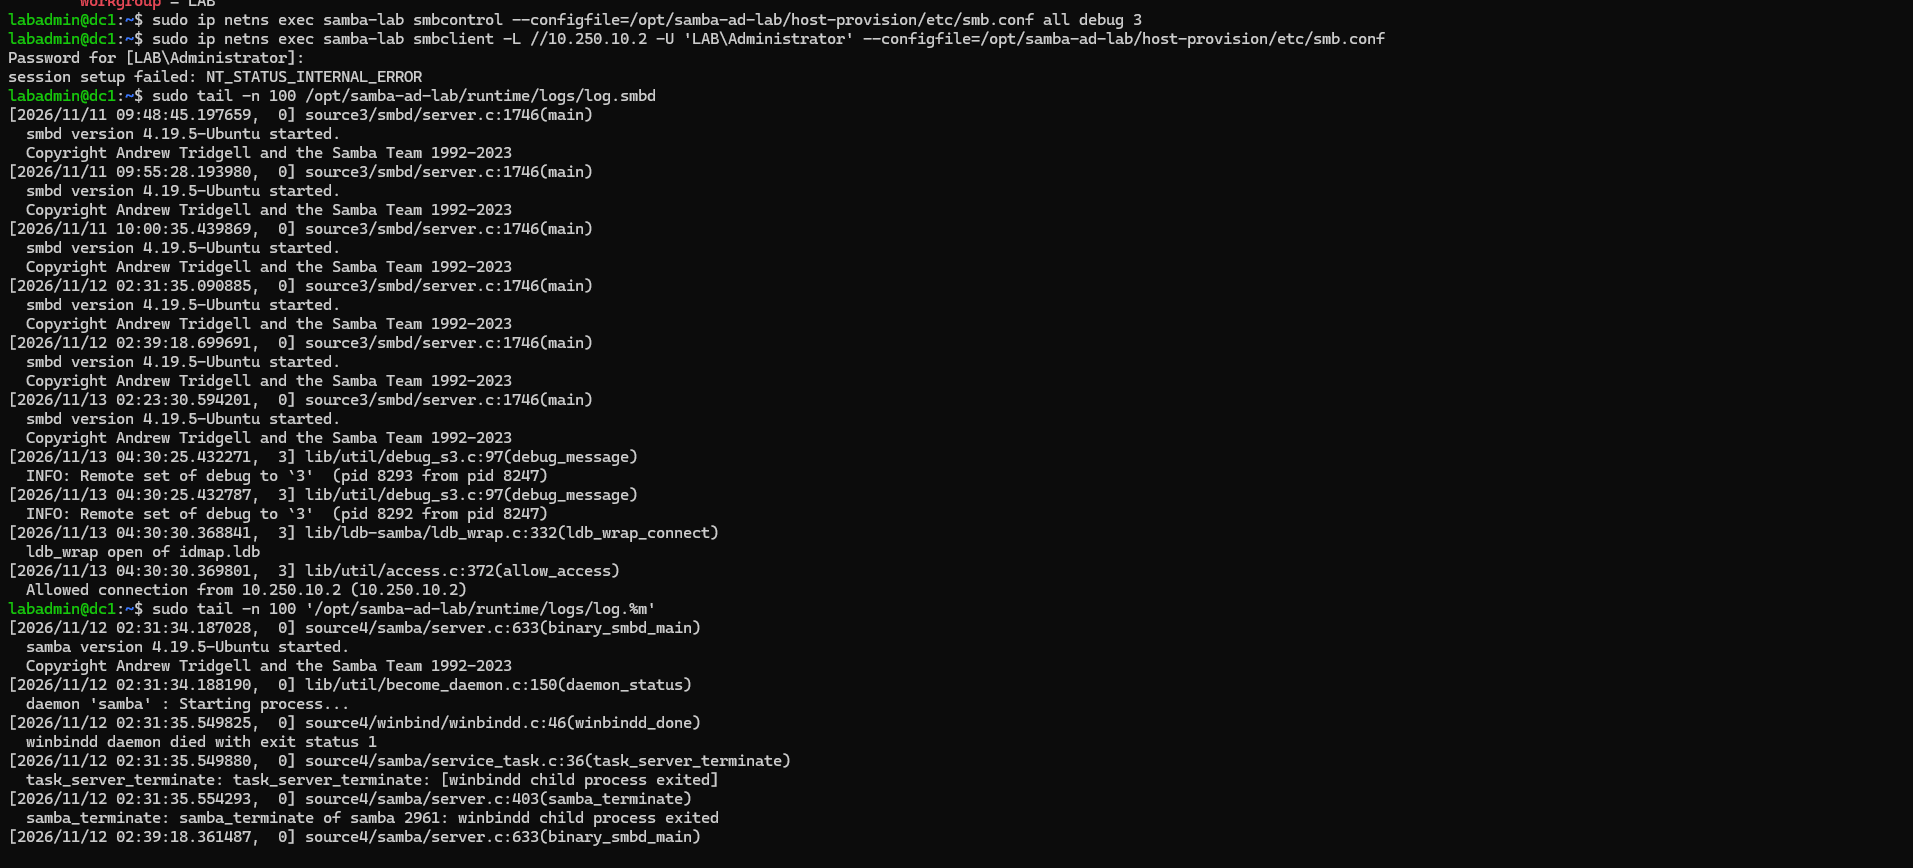 workgroup = LAB
labadmin@dc1:~$ sudo ip netns exec samba-lab smbcontrol --configfile=/opt/samba-ad-lab/host-provision/etc/smb.conf all debug 3
labadmin@dc1:~$ sudo ip netns exec samba-lab smbclient -L //10.250.10.2 -U 'LAB\Administrator' --configfile=/opt/samba-ad-lab/host-provision/etc/smb.conf
Password for [LAB\Administrator]:
session setup failed: NT_STATUS_INTERNAL_ERROR
labadmin@dc1:~$ sudo tail -n 100 /opt/samba-ad-lab/runtime/logs/log.smbd
[2026/11/11 09:48:45.197659,  0] source3/smbd/server.c:1746(main)
  smbd version 4.19.5-Ubuntu started.
  Copyright Andrew Tridgell and the Samba Team 1992-2023
[2026/11/11 09:55:28.193980,  0] source3/smbd/server.c:1746(main)
  smbd version 4.19.5-Ubuntu started.
  Copyright Andrew Tridgell and the Samba Team 1992-2023
[2026/11/11 10:00:35.439869,  0] source3/smbd/server.c:1746(main)
  smbd version 4.19.5-Ubuntu started.
  Copyright Andrew Tridgell and the Samba Team 1992-2023
[2026/11/12 02:31:35.090885,  0] source3/smbd/server.c:1746(main)
  smbd version 4.19.5-Ubuntu started.
  Copyright Andrew Tridgell and the Samba Team 1992-2023
[2026/11/12 02:39:18.699691,  0] source3/smbd/server.c:1746(main)
  smbd version 4.19.5-Ubuntu started.
  Copyright Andrew Tridgell and the Samba Team 1992-2023
[2026/11/13 02:23:30.594201,  0] source3/smbd/server.c:1746(main)
  smbd version 4.19.5-Ubuntu started.
  Copyright Andrew Tridgell and the Samba Team 1992-2023
[2026/11/13 04:30:25.432271,  3] lib/util/debug_s3.c:97(debug_message)
  INFO: Remote set of debug to `3'  (pid 8293 from pid 8247)
[2026/11/13 04:30:25.432787,  3] lib/util/debug_s3.c:97(debug_message)
  INFO: Remote set of debug to `3'  (pid 8292 from pid 8247)
[2026/11/13 04:30:30.368841,  3] lib/ldb-samba/ldb_wrap.c:332(ldb_wrap_connect)
  ldb_wrap open of idmap.ldb
[2026/11/13 04:30:30.369801,  3] lib/util/access.c:372(allow_access)
  Allowed connection from 10.250.10.2 (10.250.10.2)
labadmin@dc1:~$ sudo tail -n 100 '/opt/samba-ad-lab/runtime/logs/log.%m'
[2026/11/12 02:31:34.187028,  0] source4/samba/server.c:633(binary_smbd_main)
  samba version 4.19.5-Ubuntu started.
  Copyright Andrew Tridgell and the Samba Team 1992-2023
[2026/11/12 02:31:34.188190,  0] lib/util/become_daemon.c:150(daemon_status)
  daemon 'samba' : Starting process...
[2026/11/12 02:31:35.549825,  0] source4/winbind/winbindd.c:46(winbindd_done)
  winbindd daemon died with exit status 1
[2026/11/12 02:31:35.549880,  0] source4/samba/service_task.c:36(task_server_terminate)
  task_server_terminate: task_server_terminate: [winbindd child process exited]
[2026/11/12 02:31:35.554293,  0] source4/samba/server.c:403(samba_terminate)
  samba_terminate: samba_terminate of samba 2961: winbindd child process exited
[2026/11/12 02:39:18.361487,  0] source4/samba/server.c:633(binary_smbd_main)